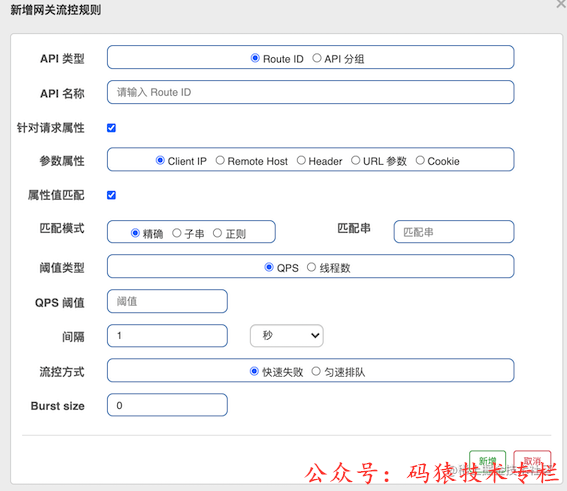 新增网关流控规则
API 类型 Route ID API 分组
API 名称 请输入 Route ID
针对请求属性
参数属性 Client IP Remote Host Header URL 参数 Cookie
属性值匹配
匹配模式 精确 子串 正则 匹配串 匹配串
阈值类型 QPS 线程数
QPS 阈值 阈值
间隔 1 秒
流控方式 快速失败 匀速排队
Burst size 0
新增 取消
公众号：码猿技术专栏